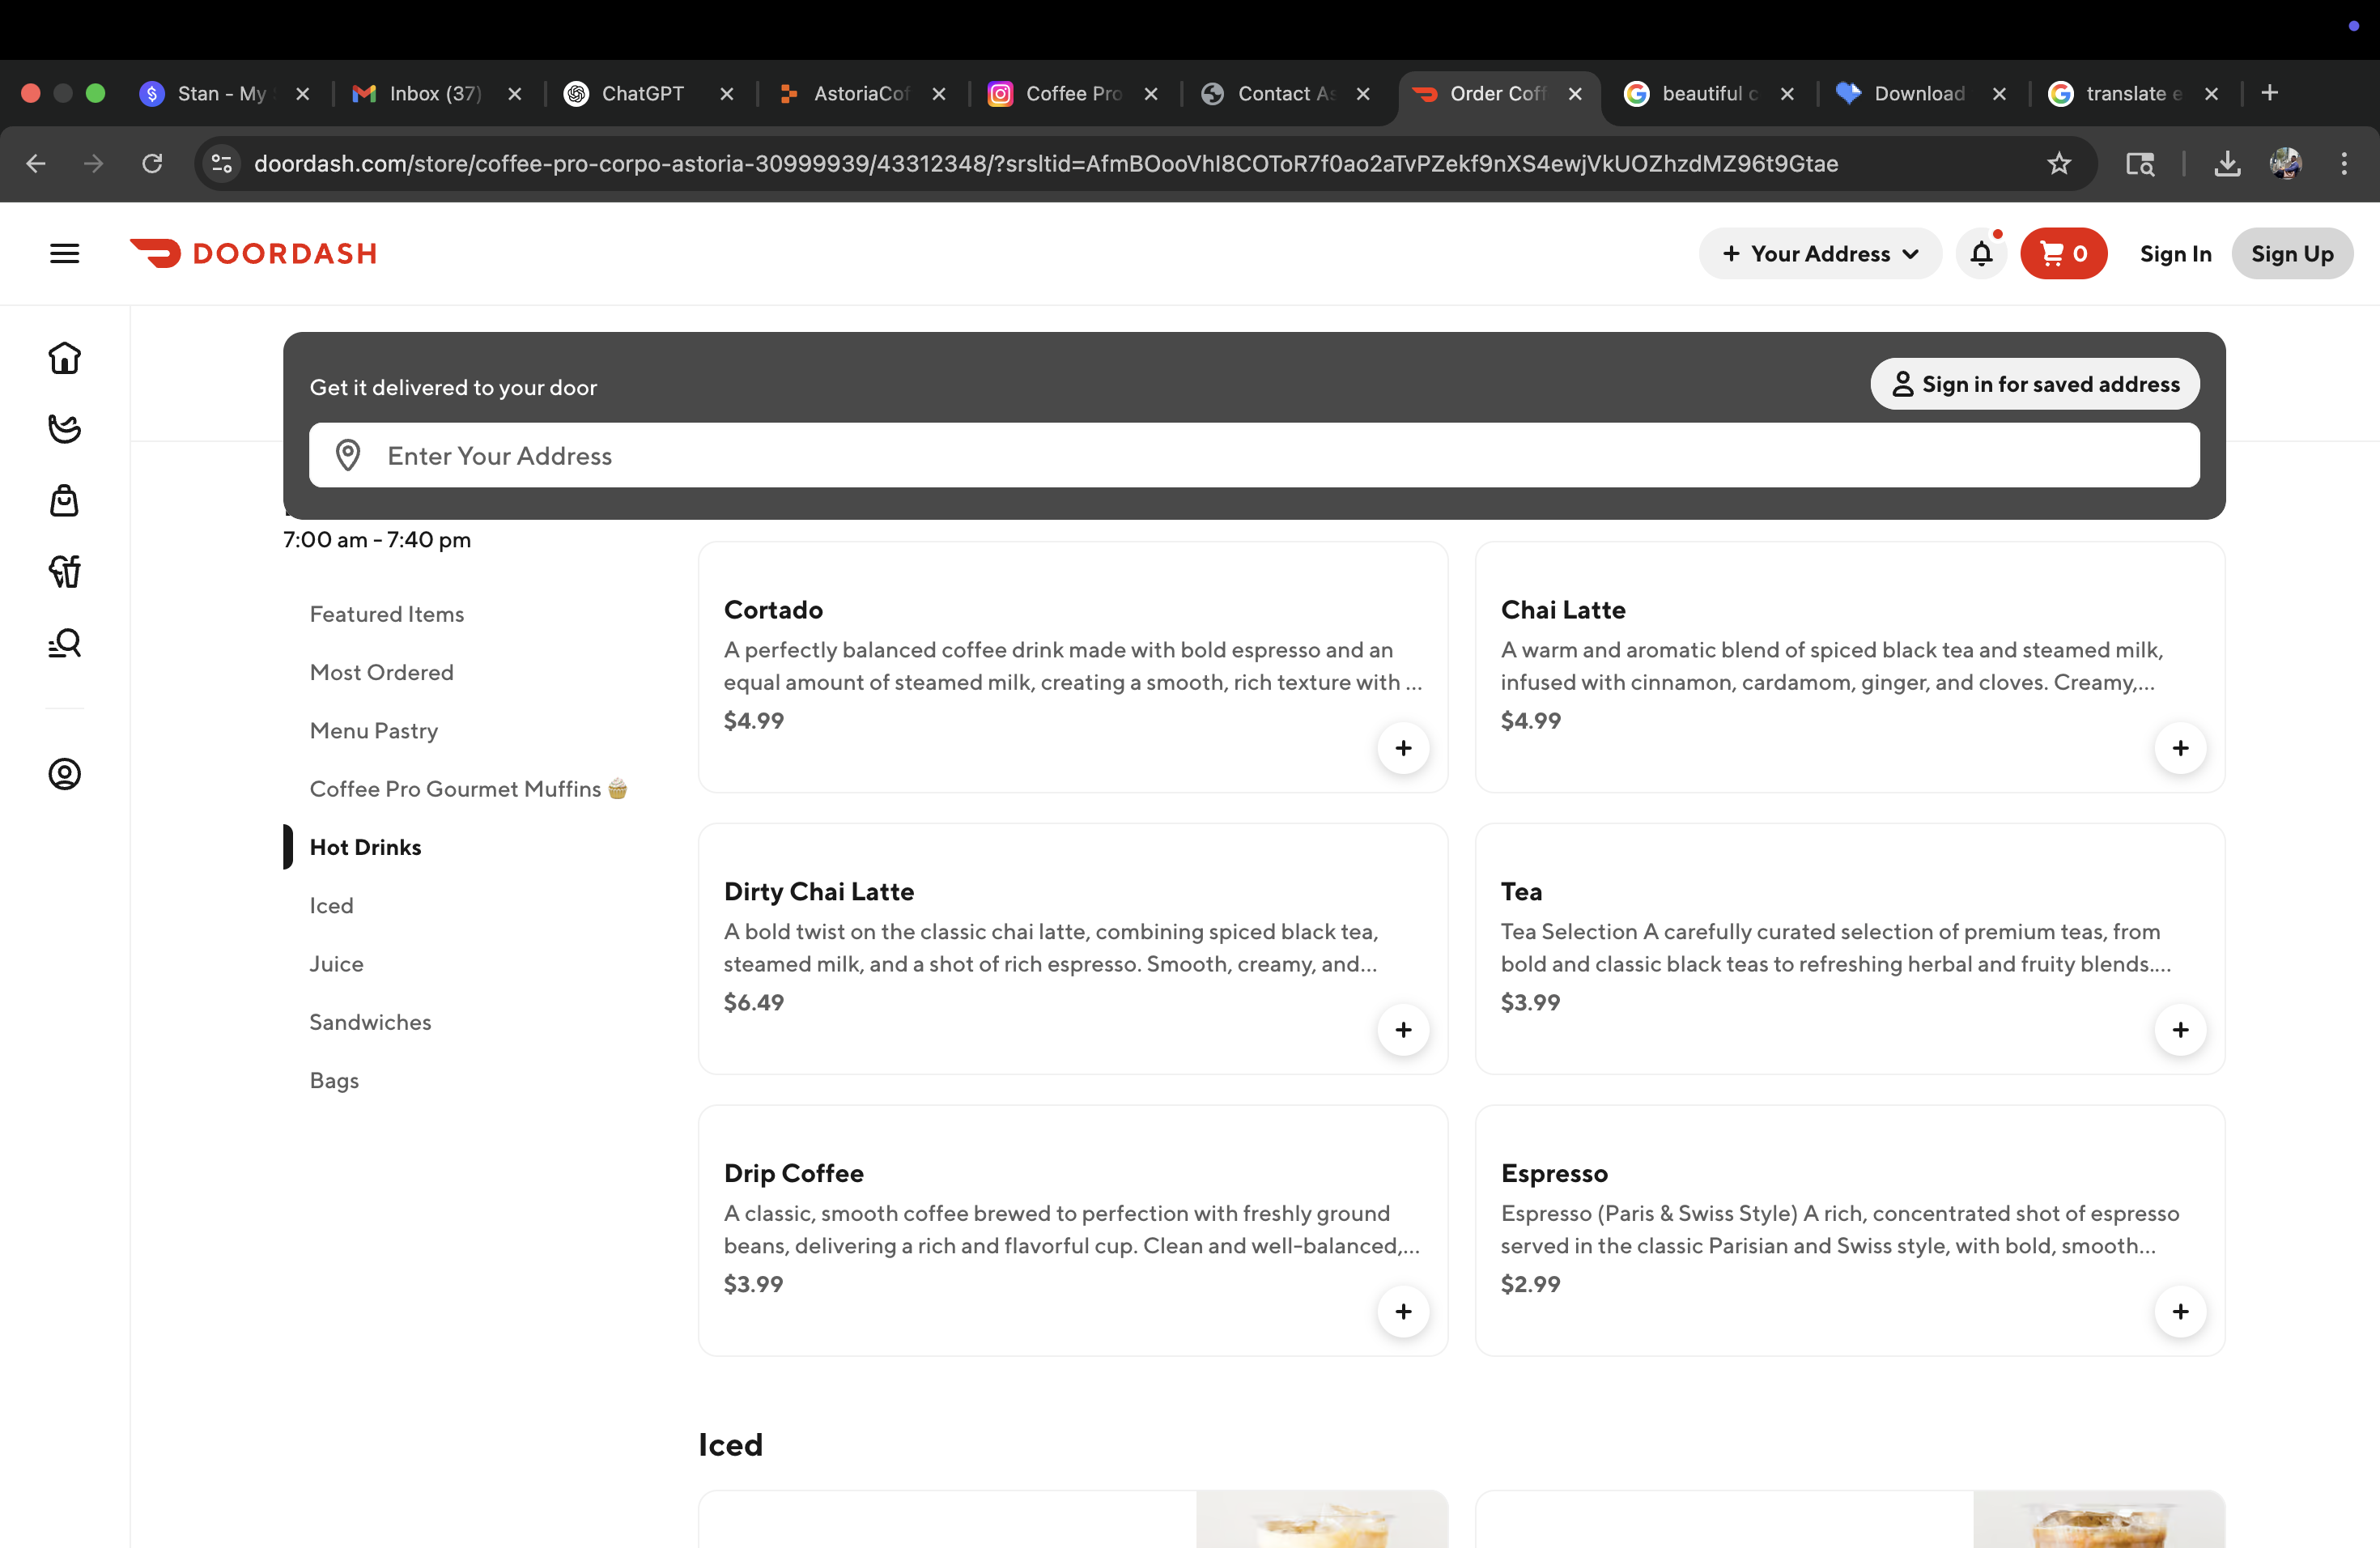 Stan - My
Inbox (37)
ChatGPT
AstoriaCof
Coffee Pro
Contact As
Order Coff
beautiful c
Download
translate e
doordash.com/store/coffee-pro-corpo-astoria-30999939/43312348/?srsltid=AfmBOooVhI8COToR7f0ao2aTvPZekf9nXS4ewjVkUOZhzdMZ96t9Gtae
DOORDASH
Your Address
0
Sign In
Sign Up
Get it delivered to your door
Sign in for saved address
Enter Your Address
7:00 am - 7:40 pm
Featured Items
Most Ordered
Menu Pastry
Coffee Pro Gourmet Muffins 🧁
Hot Drinks
Iced
Juice
Sandwiches
Bags
Cortado
A perfectly balanced coffee drink made with bold espresso and an
equal amount of steamed milk, creating a smooth, rich texture with ...
$4.99
Chai Latte
A warm and aromatic blend of spiced black tea and steamed milk,
infused with cinnamon, cardamom, ginger, and cloves. Creamy,...
$4.99
Dirty Chai Latte
A bold twist on the classic chai latte, combining spiced black tea,
steamed milk, and a shot of rich espresso. Smooth, creamy, and...
$6.49
Tea
Tea Selection A carefully curated selection of premium teas, from
bold and classic black teas to refreshing herbal and fruity blends....
$3.99
Drip Coffee
A classic, smooth coffee brewed to perfection with freshly ground
beans, delivering a rich and flavorful cup. Clean and well-balanced,...
$3.99
Espresso
Espresso (Paris & Swiss Style) A rich, concentrated shot of espresso
served in the classic Parisian and Swiss style, with bold, smooth...
$2.99
Iced